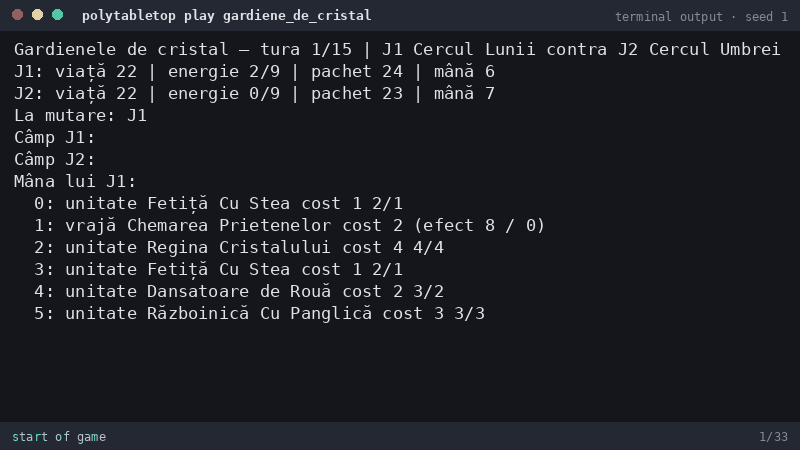 polytabletop play gardiene_de_cristal
terminal output · seed 1
Gardienele de cristal — tura 1/15 | J1 Cercul Lunii contra J2 Cercul Umbrei
J1: viață 22 | energie 2/9 | pachet 24 | mână 6
J2: viață 22 | energie 0/9 | pachet 23 | mână 7
La mutare: J1
Câmp J1:
Câmp J2:
Mâna lui J1:
0: unitate Fetiță Cu Stea cost 1 2/1
1: vrajă Chemarea Prietenelor cost 2 (efect 8 / 0)
2: unitate Regina Cristalului cost 4 4/4
3: unitate Fetiță Cu Stea cost 1 2/1
4: unitate Dansatoare de Rouă cost 2 3/2
5: unitate Războinică Cu Panglică cost 3 3/3
start of game
1/33